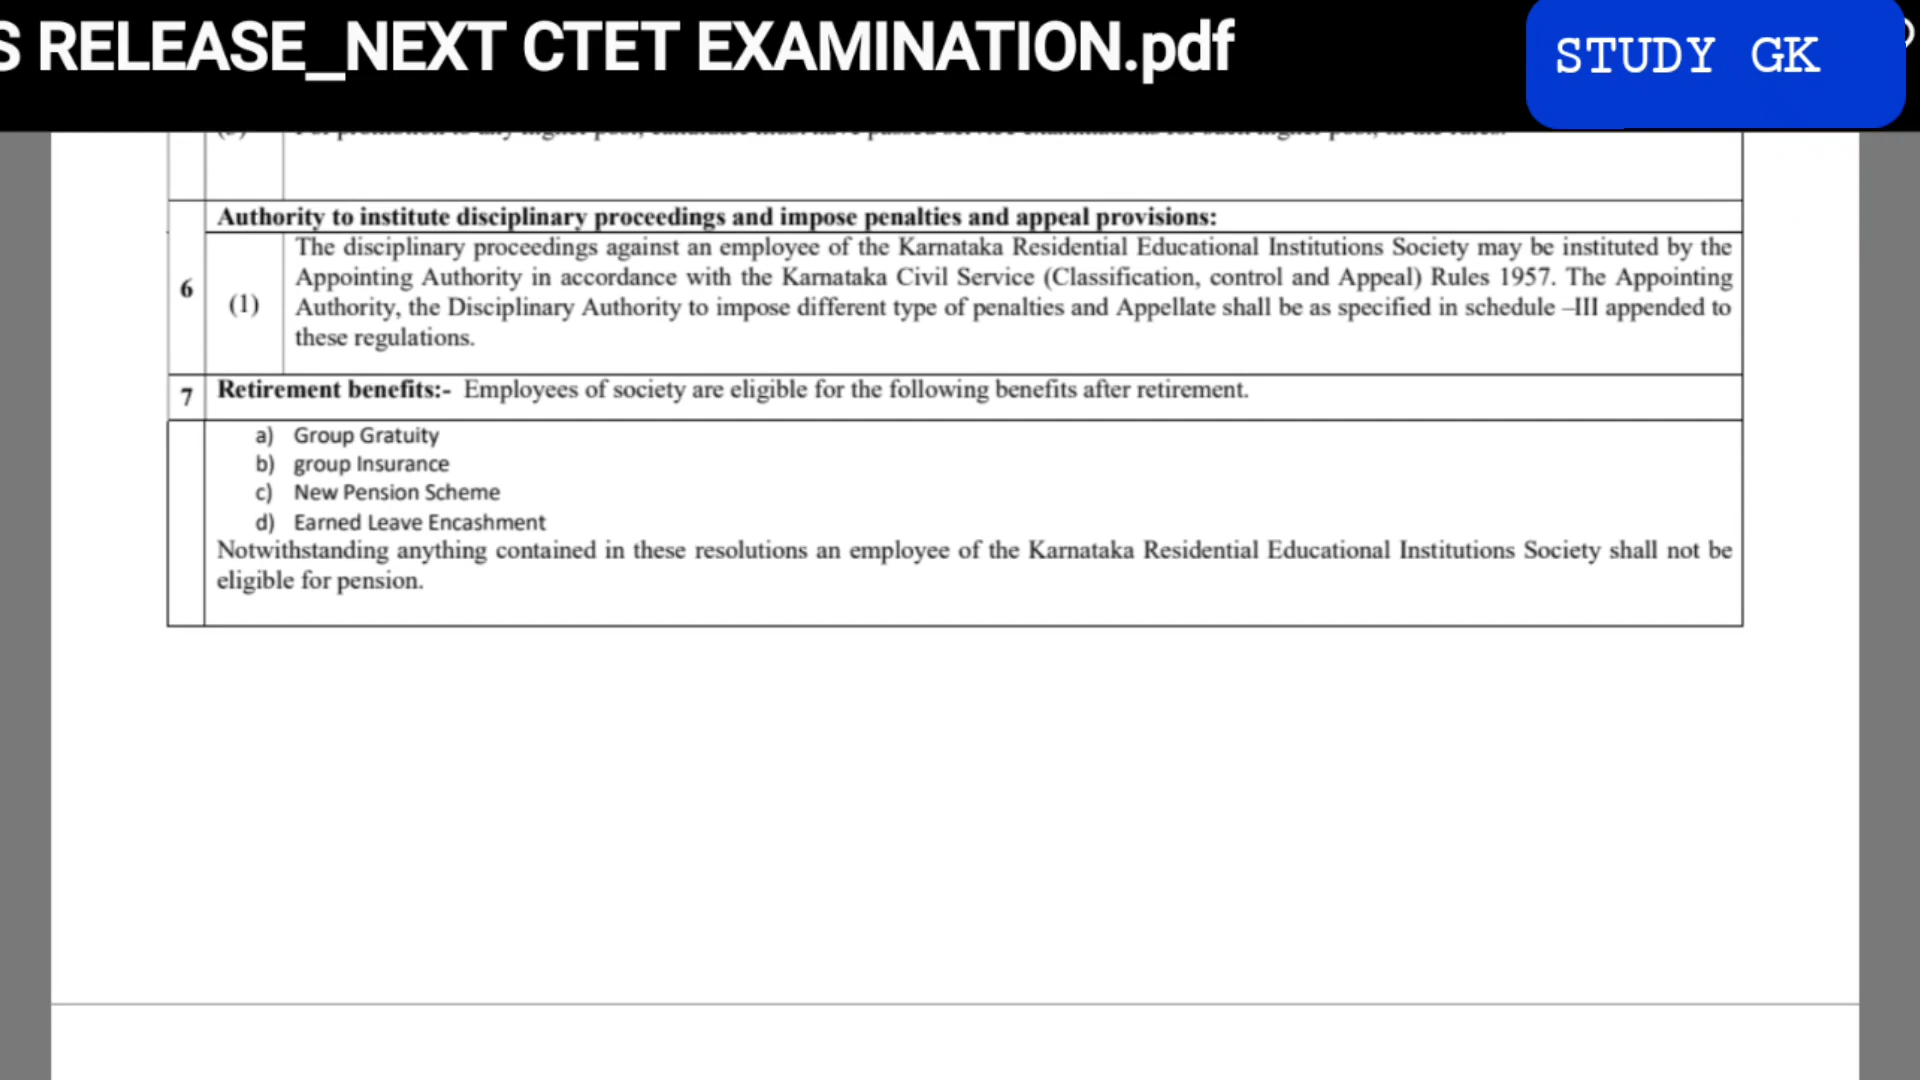 S RELEASE_NEXT CTET EXAMINATION.pdf
STUDY GK
Authority to institute disciplinary proceedings and impose penalties and appeal provisions:
6
(1)
The disciplinary proceedings against an employee of the Karnataka Residential Educational Institutions Society may be instituted by the
Appointing Authority in accordance with the Karnataka Civil Service (Classification, control and Appeal) Rules 1957. The Appointing
Authority, the Disciplinary Authority to impose different type of penalties and Appellate shall be as specified in schedule –III appended to
these regulations.
7
Retirement benefits:- Employees of society are eligible for the following benefits after retirement.
a) Group Gratuity
b) group Insurance
c) New Pension Scheme
d) Earned Leave Encashment
Notwithstanding anything contained in these resolutions an employee of the Karnataka Residential Educational Institutions Society shall not be
eligible for pension.